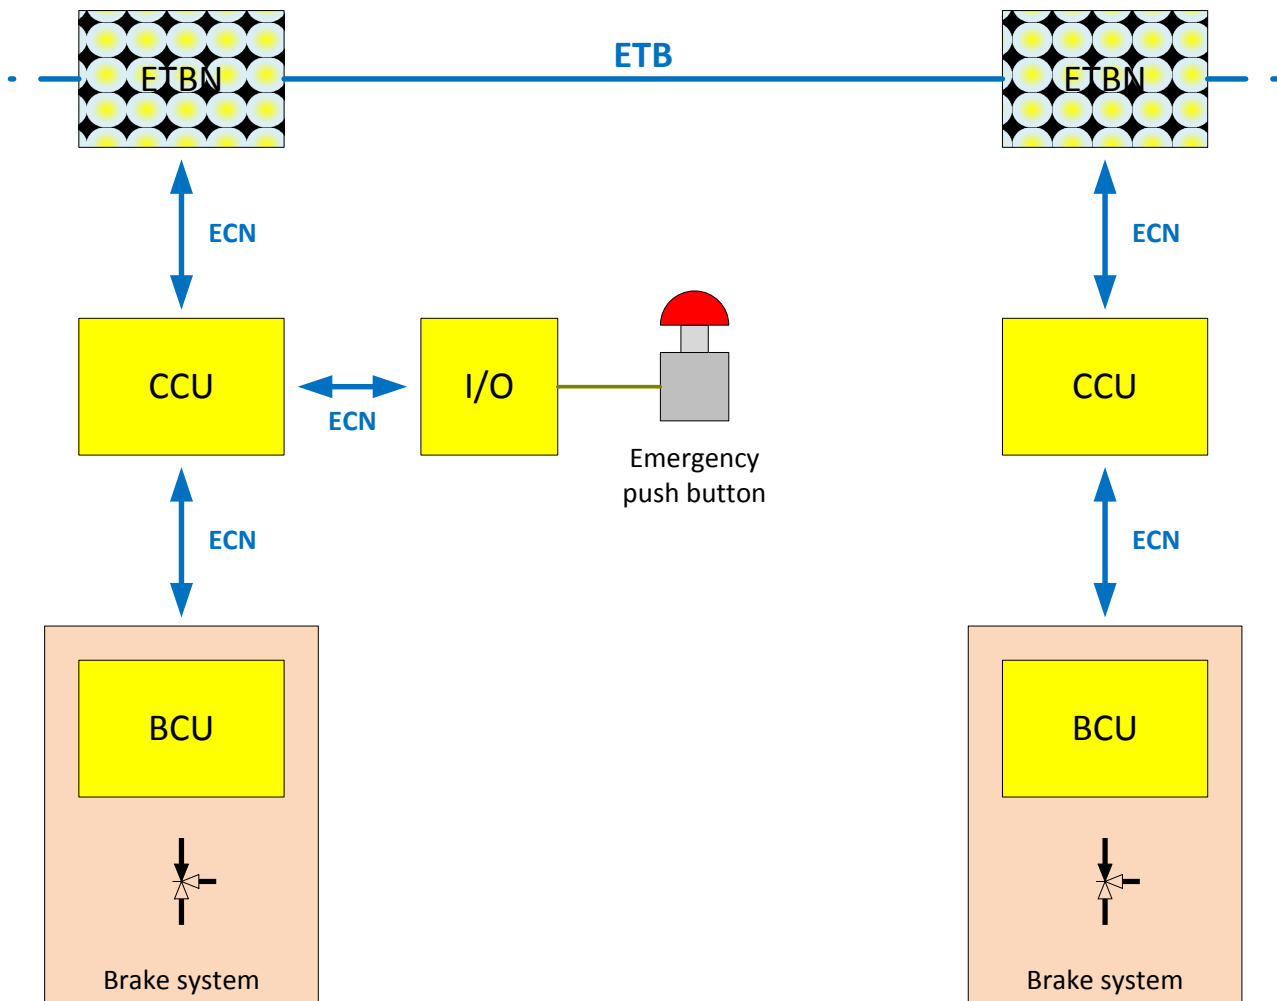 ETB
ETBN
ETBN
ECN
ECN
CCU
ECN
I/O
Emergency
push button
CCU
ECN
ECN
BCU
BCU
Brake system
Brake system